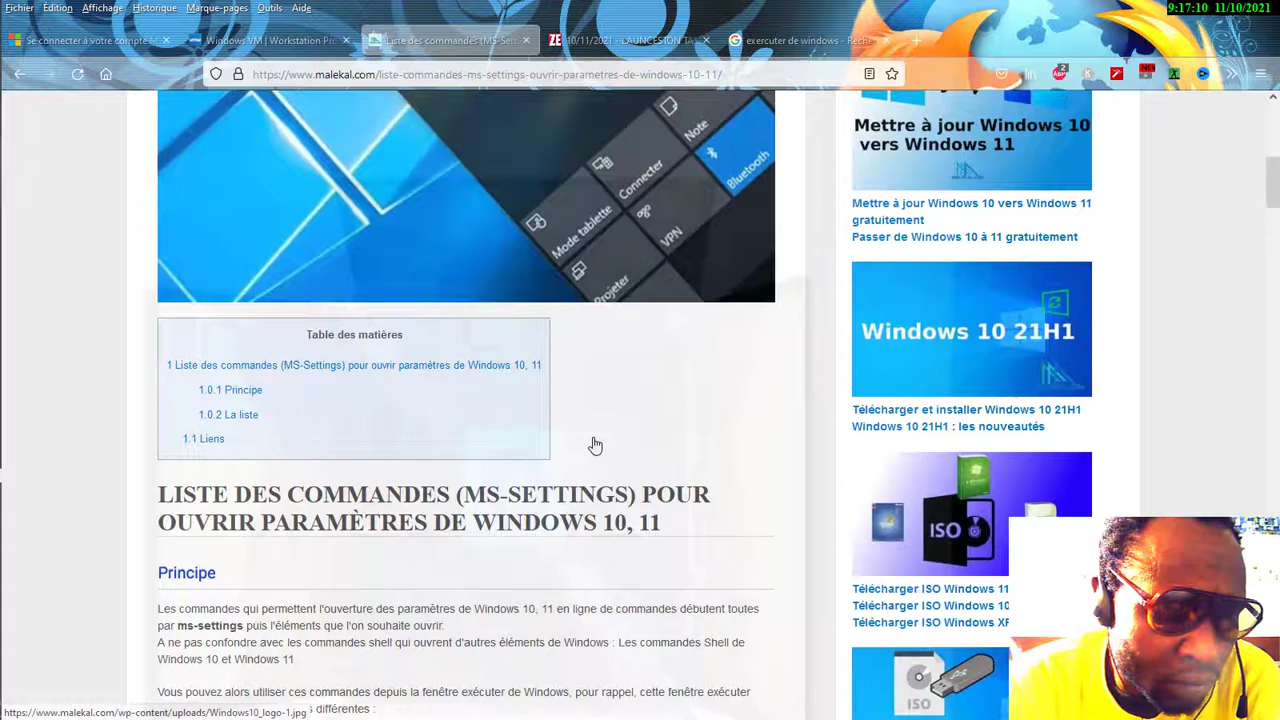 Fichier Édition Affichage Historique Marque-pages Outils Aide
9:17:10 11/10/2021
Se connecter à votre compte
Windows VM | Workstation Pro
Liste des commandes (MS-Set
10/11/2021 - LAUNCESTON
exercuter de windows - Reche
https://www.malekal.com/liste-commandes-ms-settings-ouvrir-parametres-de-windows-10-11/
Note
Connecter
Bluetooth
Mode tablette
VPN
Projeter
Table des matières
1 Liste des commandes (MS-Settings) pour ouvrir paramètres de Windows 10, 11
1.0.1 Principe
1.0.2 La liste
1.1 Liens
LISTE DES COMMANDES (MS-SETTINGS) POUR
OUVRIR PARAMÈTRES DE WINDOWS 10, 11
Principe
Les commandes qui permettent l'ouverture des paramètres de Windows 10, 11 en ligne de commandes débutent toutes
par ms-settings puis l'éléments que l'on souhaite ouvrir.
A ne pas confondre avec les commandes shell qui ouvrent d'autres éléments de Windows : Les commandes Shell de
Windows 10 et Windows 11
Vous pouvez alors utiliser ces commandes depuis la fenêtre exécuter de Windows, pour rappel, cette fenêtre exécuter
s différentes :
https://www.malekal.com/wp-content/uploads/Windows10_logo-1.jpg
Mettre à jour Windows 10
vers Windows 11
Mettre à jour Windows 10 vers Windows 11
gratuitement
Passer de Windows 10 à 11 gratuitement
Windows 10 21H1
Télécharger et installer Windows 10 21H1
Windows 10 21H1 : les nouveautés
ISO
Télécharger ISO Windows 11
Télécharger ISO Windows 10
Télécharger ISO Windows XP
ISO